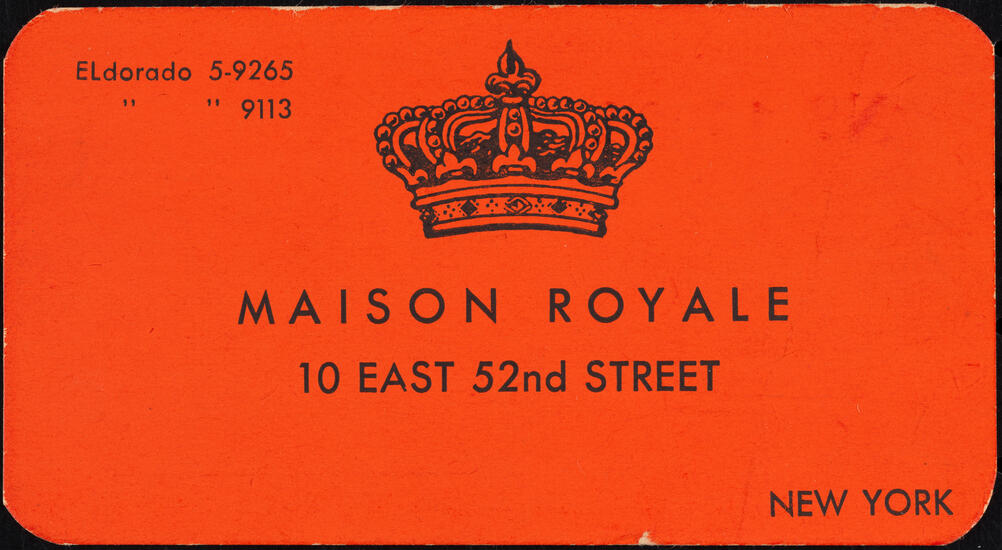 ELdorado 5-9265
" " 9113
MAISON ROYALE
10 EAST 52nd STREET
NEW YORK